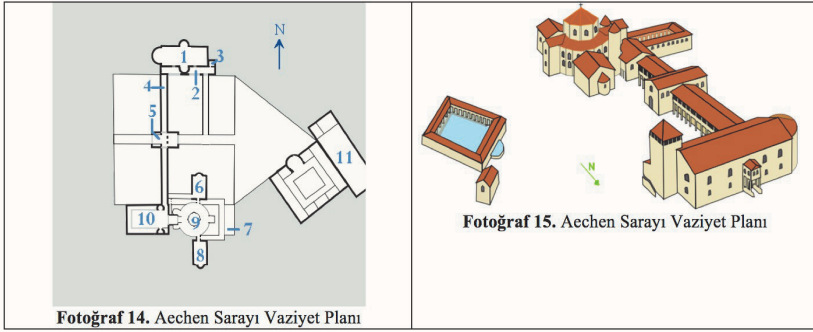 N
1
3
2
4
5
11
6
10
9
7
8
Fotoğraf 14. Aechen Sarayı Vaziyet Planı
N
Fotoğraf 15. Aechen Sarayı Vaziyet Planı